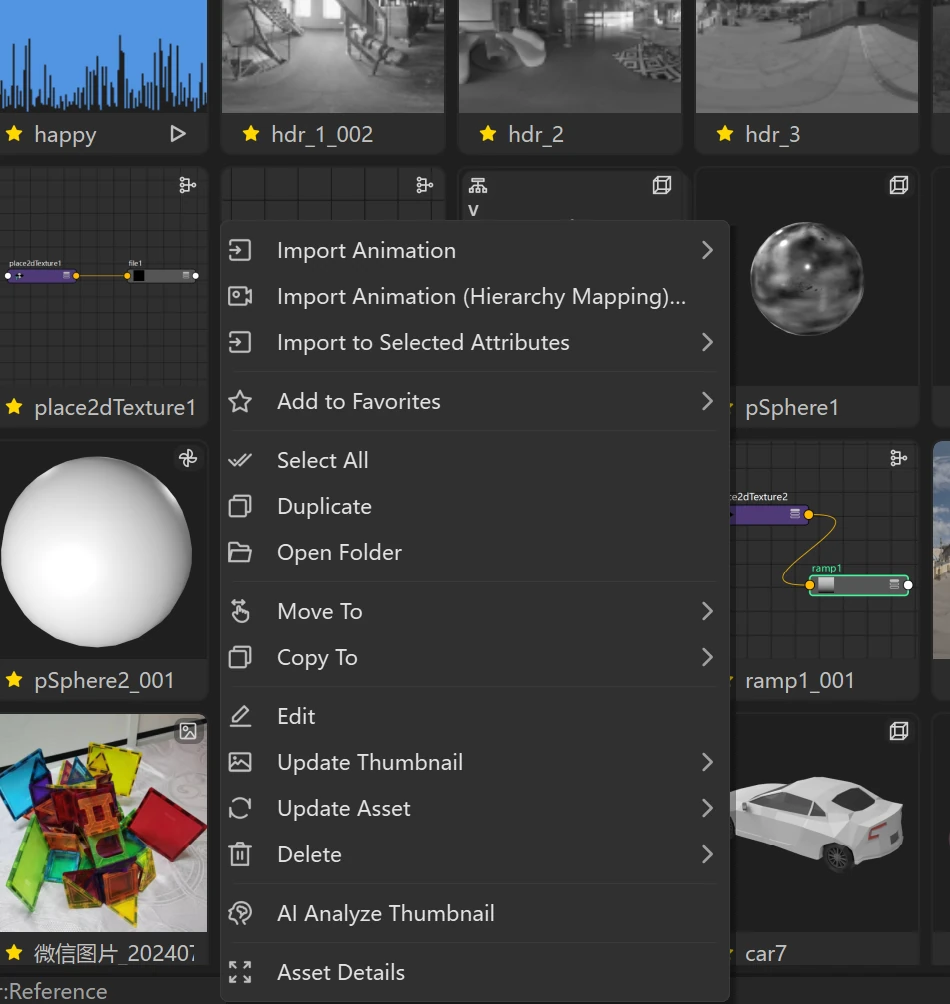 happy
hdr_1_002
hdr_2
hdr_3
V
place2dTexture1
file1
place2dTexture1
pSphere1
Import Animation
Import Animation (Hierarchy Mapping)...
Import to Selected Attributes
Add to Favorites
Select All
Duplicate
Open Folder
Move To
Copy To
Edit
Update Thumbnail
Update Asset
Delete
AI Analyze Thumbnail
Asset Details
pSphere2_001
ce2dTexture2
ramp1
ramp1_001
微信图片_202407
car7
r:Reference